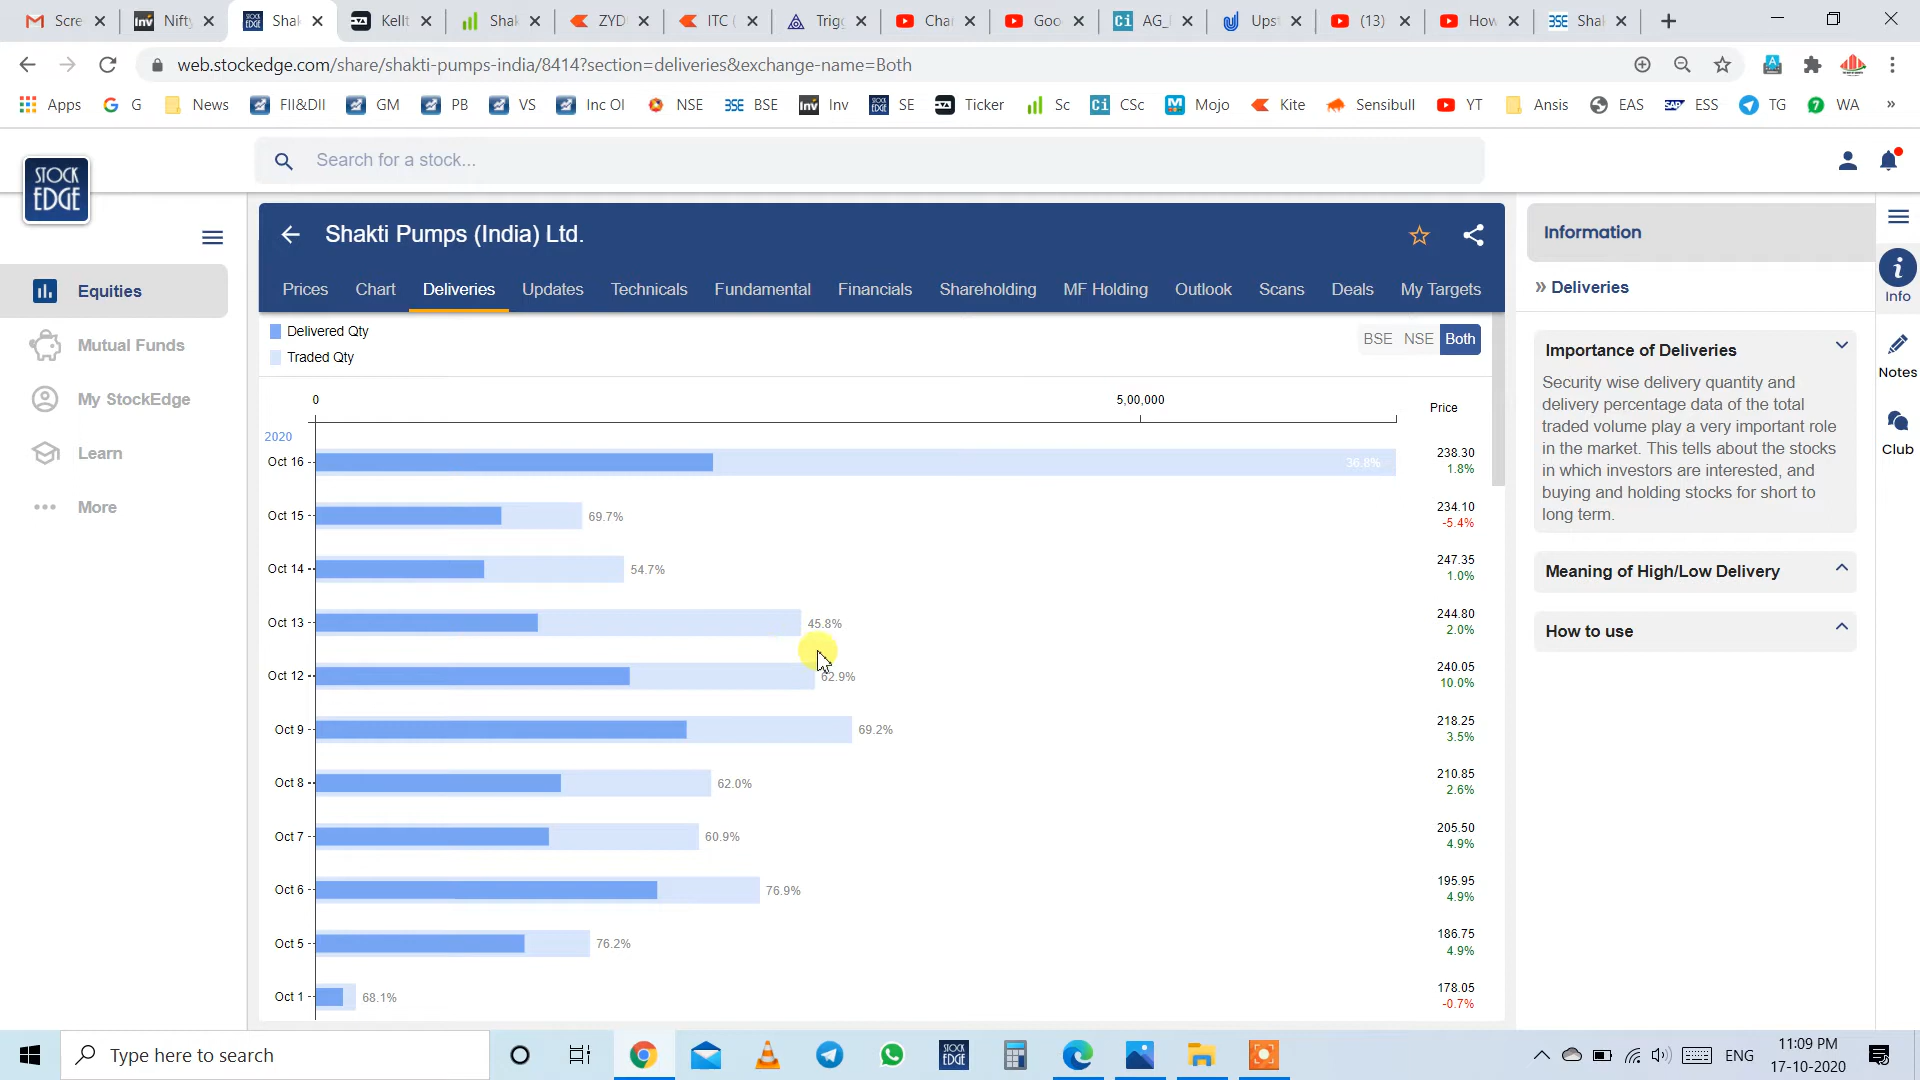 Scre
Nifty
Shak
Kellt
Shak
ZYD
ITC (
Trigg
Char
Goo
AG_
Upst
(13)
How
Shak
web.stockedge.com/share/shakti-pumps-india/8414?section=deliveries&exchange-name=Both
Apps G News FII&DII GM PB VS Inc OI NSE BSE Inv SE Ticker Sc CSc Mojo Kite Sensibull YT Ansis EAS ESS TG WA »
STOCK
EDGE
Search for a stock...
Equities
Mutual Funds
My StockEdge
Learn
More
Shakti Pumps (India) Ltd.
Prices Chart Deliveries Updates Technicals Fundamental Financials Shareholding MF Holding Outlook Scans Deals My Targets
Delivered Qty
Traded Qty
BSE NSE Both
0 5,00,000 Price
2020
Oct 16 36.8% 238.30
1.8%
Oct 15 69.7% 234.10
-5.4%
Oct 14 54.7% 247.35
1.0%
Oct 13 45.8% 244.80
2.0%
Oct 12 62.9% 240.05
10.0%
Oct 9 69.2% 218.25
3.5%
Oct 8 62.0% 210.85
2.6%
Oct 7 60.9% 205.50
4.9%
Oct 6 76.9% 195.95
4.9%
Oct 5 76.2% 186.75
4.9%
Oct 1 68.1% 178.05
-0.7%
Information
» Deliveries
Importance of Deliveries
Security wise delivery quantity and
delivery percentage data of the total
traded volume play a very important role
in the market. This tells about the stocks
in which investors are interested, and
buying and holding stocks for short to
long term.
Meaning of High/Low Delivery
How to use
Info
Notes
Club
Type here to search
STOCK
EDGE
ENG
11:09 PM
17-10-2020